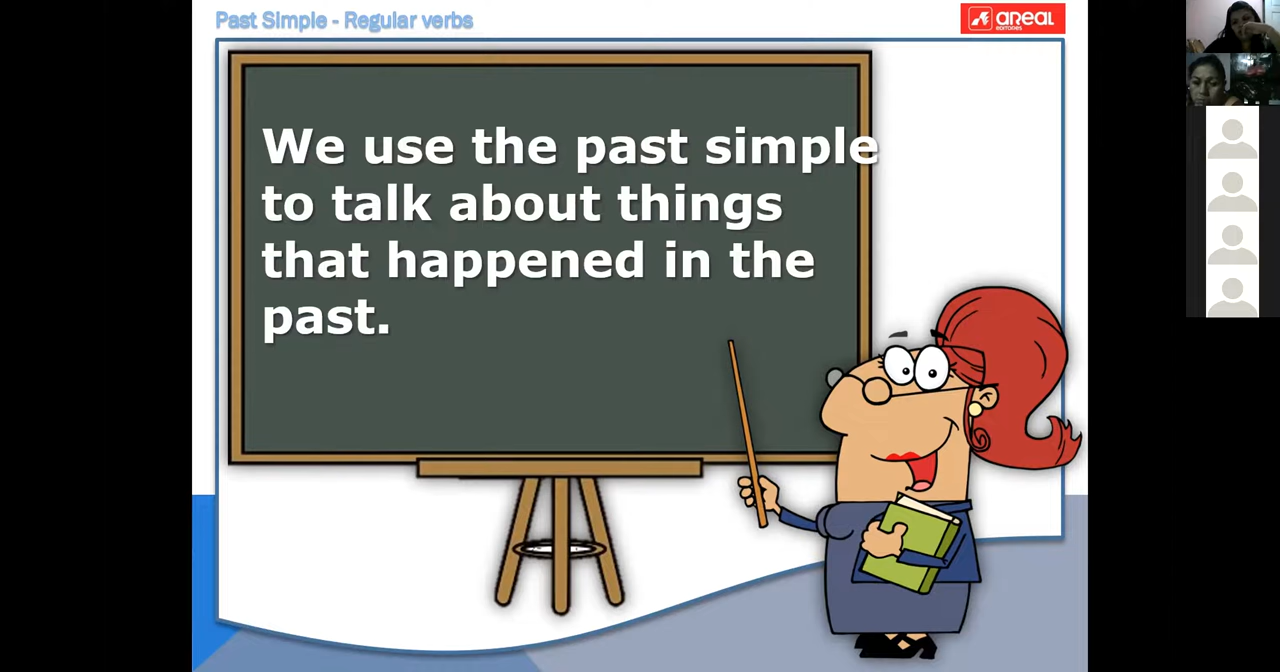 Past Simple - Regular verbs
AREAL
EDITORES
We use the past simple
to talk about things
that happened in the
past.